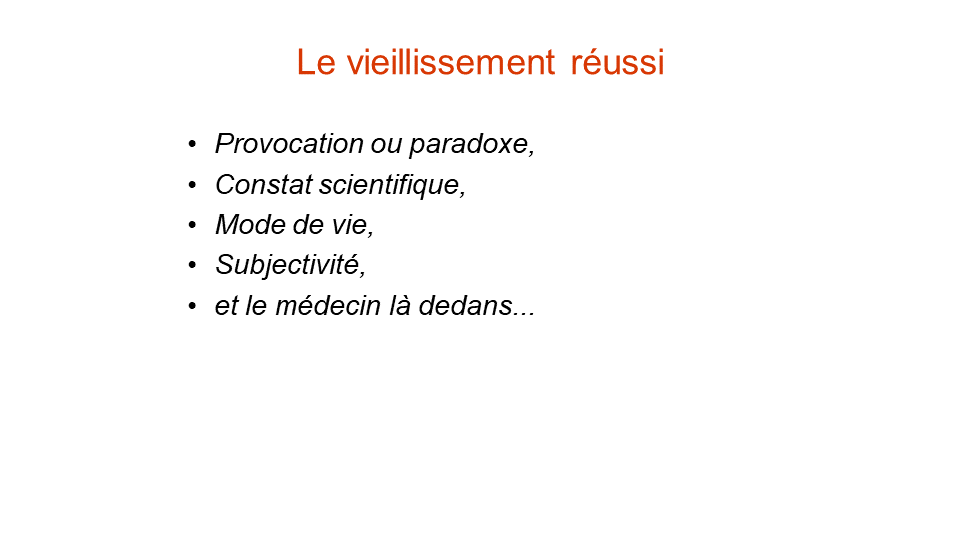 Le vieillissement réussi
• Provocation ou paradoxe,
• Constat scientifique,
• Mode de vie,
• Subjectivité,
• et le médecin là dedans...